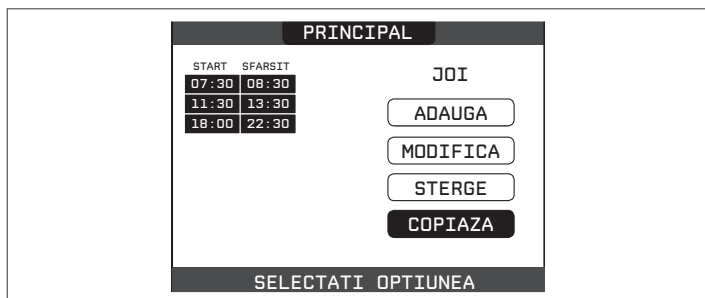 PRINCIPAL
START SFARSIT
07:30 08:30
11:30 13:30
18:00 22:30
JOI
ADAUGA
MODIFICA
STERGE
COPIAZA
SELECTATI OPTIUNEA